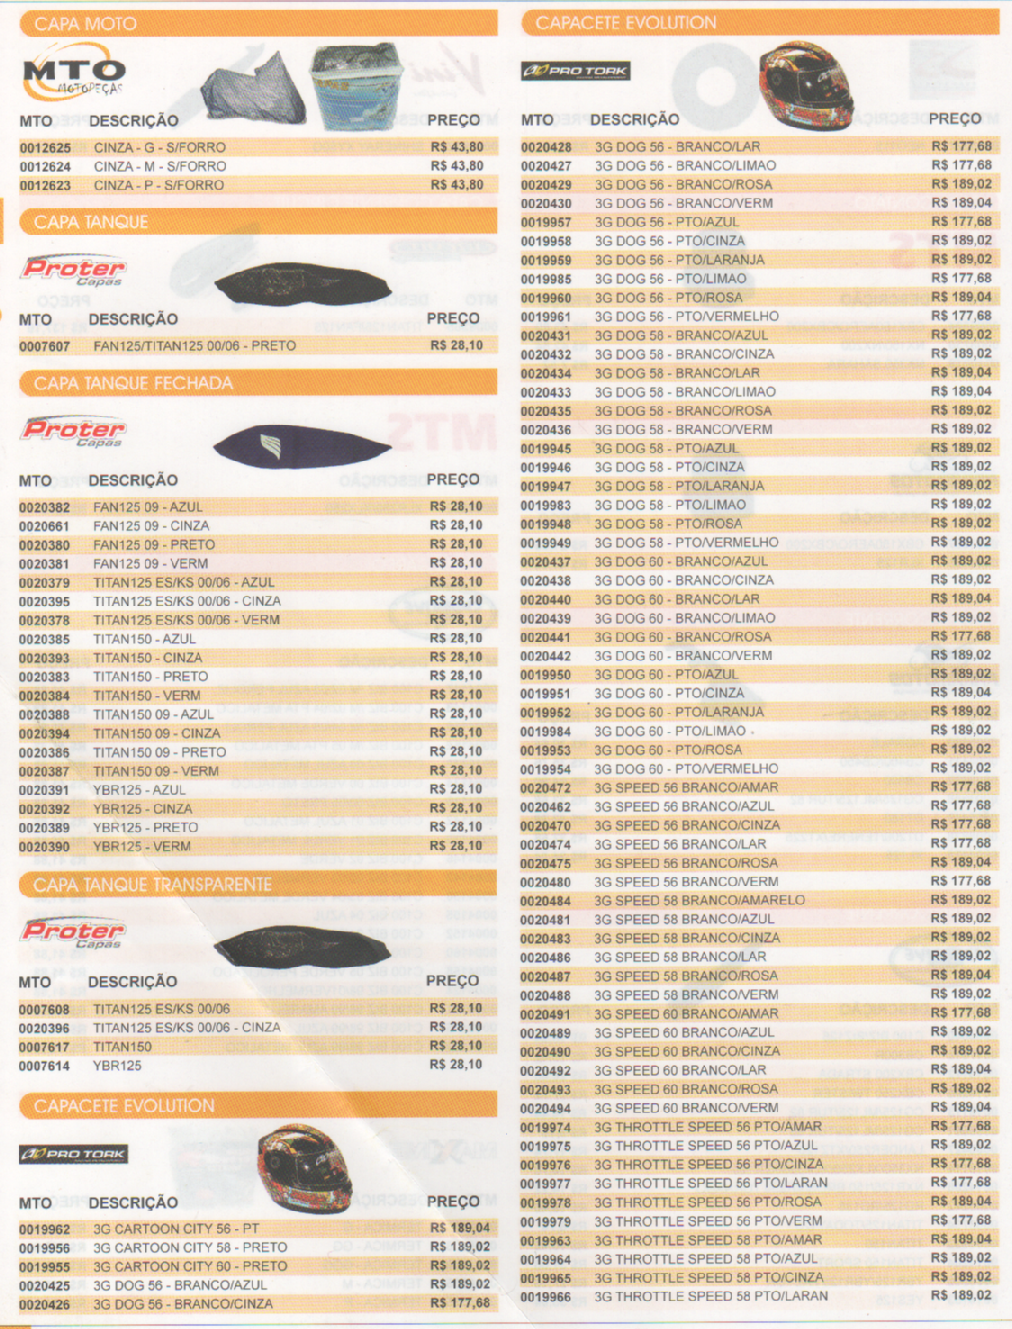 CAPA MOTO
MTO
MOTOPEÇAS
MTO DESCRIÇÃO PREÇO
0012625 CINZA - G - S/FORRO R$ 43,80
0012624 CINZA - M - S/FORRO R$ 43,80
0012623 CINZA - P - S/FORRO R$ 43,80
CAPA TANQUE
Proter
Capas
MTO DESCRIÇÃO PREÇO
0007607 FAN125/TITAN125 00/06 - PRETO R$ 28,10
CAPA TANQUE FECHADA
Proter
Capas
MTO DESCRIÇÃO PREÇO
0020382 FAN125 09 - AZUL R$ 28,10
0020661 FAN125 09 - CINZA R$ 28,10
0020380 FAN125 09 - PRETO R$ 28,10
0020381 FAN125 09 - VERM R$ 28,10
0020379 TITAN125 ES/KS 00/06 - AZUL R$ 28,10
0020395 TITAN125 ES/KS 00/06 - CINZA R$ 28,10
0020378 TITAN125 ES/KS 00/06 - VERM R$ 28,10
0020385 TITAN150 - AZUL R$ 28,10
0020393 TITAN150 - CINZA R$ 28,10
0020383 TITAN150 - PRETO R$ 28,10
0020384 TITAN150 - VERM R$ 28,10
0020388 TITAN150 09 - AZUL R$ 28,10
0020394 TITAN150 09 - CINZA R$ 28,10
0020386 TITAN150 09 - PRETO R$ 28,10
0020387 TITAN150 09 - VERM R$ 28,10
0020391 YBR125 - AZUL R$ 28,10
0020392 YBR125 - CINZA R$ 28,10
0020389 YBR125 - PRETO R$ 28,10
0020390 YBR125 - VERM R$ 28,10
CAPA TANQUE TRANSPARENTE
Proter
Capas
MTO DESCRIÇÃO PREÇO
0007608 TITAN125 ES/KS 00/06 R$ 28,10
0020396 TITAN125 ES/KS 00/06 - CINZA R$ 28,10
0007617 TITAN150 R$ 28,10
0007614 YBR125 R$ 28,10
CAPACETE EVOLUTION
PRO TORK
MTO DESCRIÇÃO PREÇO
0019962 3G CARTOON CITY 56 - PT R$ 189,04
0019956 3G CARTOON CITY 58 - PRETO R$ 189,02
0019955 3G CARTOON CITY 60 - PRETO R$ 189,02
0020425 3G DOG 56 - BRANCO/AZUL R$ 189,02
0020426 3G DOG 56 - BRANCO/CINZA R$ 177,68
CAPACETE EVOLUTION
PRO TORK
MTO DESCRIÇÃO PREÇO
0020428 3G DOG 56 - BRANCO/LAR R$ 177,68
0020427 3G DOG 56 - BRANCO/LIMAO R$ 177,68
0020429 3G DOG 56 - BRANCO/ROSA R$ 189,02
0020430 3G DOG 56 - BRANCO/VERM R$ 189,04
0019957 3G DOG 56 - PTO/AZUL R$ 177,68
0019958 3G DOG 56 - PTO/CINZA R$ 189,02
0019959 3G DOG 56 - PTO/LARANJA R$ 189,02
0019985 3G DOG 56 - PTO/LIMAO R$ 177,68
0019960 3G DOG 56 - PTO/ROSA R$ 189,04
0019961 3G DOG 56 - PTO/VERMELHO R$ 177,68
0020431 3G DOG 58 - BRANCO/AZUL R$ 189,02
0020432 3G DOG 58 - BRANCO/CINZA R$ 189,02
0020434 3G DOG 58 - BRANCO/LAR R$ 189,04
0020433 3G DOG 58 - BRANCO/LIMAO R$ 189,04
0020435 3G DOG 58 - BRANCO/ROSA R$ 189,02
0020436 3G DOG 58 - BRANCO/VERM R$ 189,02
0019945 3G DOG 58 - PTO/AZUL R$ 189,02
0019946 3G DOG 58 - PTO/CINZA R$ 189,02
0019947 3G DOG 58 - PTO/LARANJA R$ 189,02
0019983 3G DOG 58 - PTO/LIMAO R$ 189,02
0019948 3G DOG 58 - PTO/ROSA R$ 189,02
0019949 3G DOG 58 - PTO/VERMELHO R$ 189,02
0020437 3G DOG 60 - BRANCO/AZUL R$ 189,02
0020438 3G DOG 60 - BRANCO/CINZA R$ 189,02
0020440 3G DOG 60 - BRANCO/LAR R$ 189,04
0020439 3G DOG 60 - BRANCO/LIMAO R$ 189,02
0020441 3G DOG 60 - BRANCO/ROSA R$ 177,68
0020442 3G DOG 60 - BRANCO/VERM R$ 189,02
0019950 3G DOG 60 - PTO/AZUL R$ 189,02
0019951 3G DOG 60 - PTO/CINZA R$ 189,04
0019952 3G DOG 60 - PTO/LARANJA R$ 189,02
0019984 3G DOG 60 - PTO/LIMAO - R$ 189,02
0019953 3G DOG 60 - PTO/ROSA R$ 189,02
0019954 3G DOG 60 - PTO/VERMELHO R$ 189,02
0020472 3G SPEED 56 BRANCO/AMAR R$ 177,68
0020462 3G SPEED 56 BRANCO/AZUL R$ 177,68
0020470 3G SPEED 56 BRANCO/CINZA R$ 177,68
0020474 3G SPEED 56 BRANCO/LAR R$ 177,68
0020475 3G SPEED 56 BRANCO/ROSA R$ 189,04
0020480 3G SPEED 56 BRANCO/VERM R$ 177,68
0020484 3G SPEED 58 BRANCO/AMARELO R$ 189,02
0020481 3G SPEED 58 BRANCO/AZUL R$ 189,02
0020483 3G SPEED 58 BRANCO/CINZA R$ 189,02
0020486 3G SPEED 58 BRANCO/LAR R$ 189,02
0020487 3G SPEED 58 BRANCO/ROSA R$ 189,04
0020488 3G SPEED 58 BRANCO/VERM R$ 189,02
0020491 3G SPEED 60 BRANCO/AMAR R$ 177,68
0020489 3G SPEED 60 BRANCO/AZUL R$ 189,02
0020490 3G SPEED 60 BRANCO/CINZA R$ 189,02
0020492 3G SPEED 60 BRANCO/LAR R$ 189,04
0020493 3G SPEED 60 BRANCO/ROSA R$ 189,02
0020494 3G SPEED 60 BRANCO/VERM R$ 189,04
0019974 3G THROTTLE SPEED 56 PTO/AMAR R$ 177,68
0019975 3G THROTTLE SPEED 56 PTO/AZUL R$ 189,02
0019976 3G THROTTLE SPEED 56 PTO/CINZA R$ 177,68
0019977 3G THROTTLE SPEED 56 PTO/LARAN R$ 177,68
0019978 3G THROTTLE SPEED 56 PTO/ROSA R$ 189,04
0019979 3G THROTTLE SPEED 56 PTO/VERM R$ 177,68
0019963 3G THROTTLE SPEED 58 PTO/AMAR R$ 189,04
0019964 3G THROTTLE SPEED 58 PTO/AZUL R$ 189,02
0019965 3G THROTTLE SPEED 58 PTO/CINZA R$ 189,02
0019966 3G THROTTLE SPEED 58 PTO/LARAN R$ 189,02